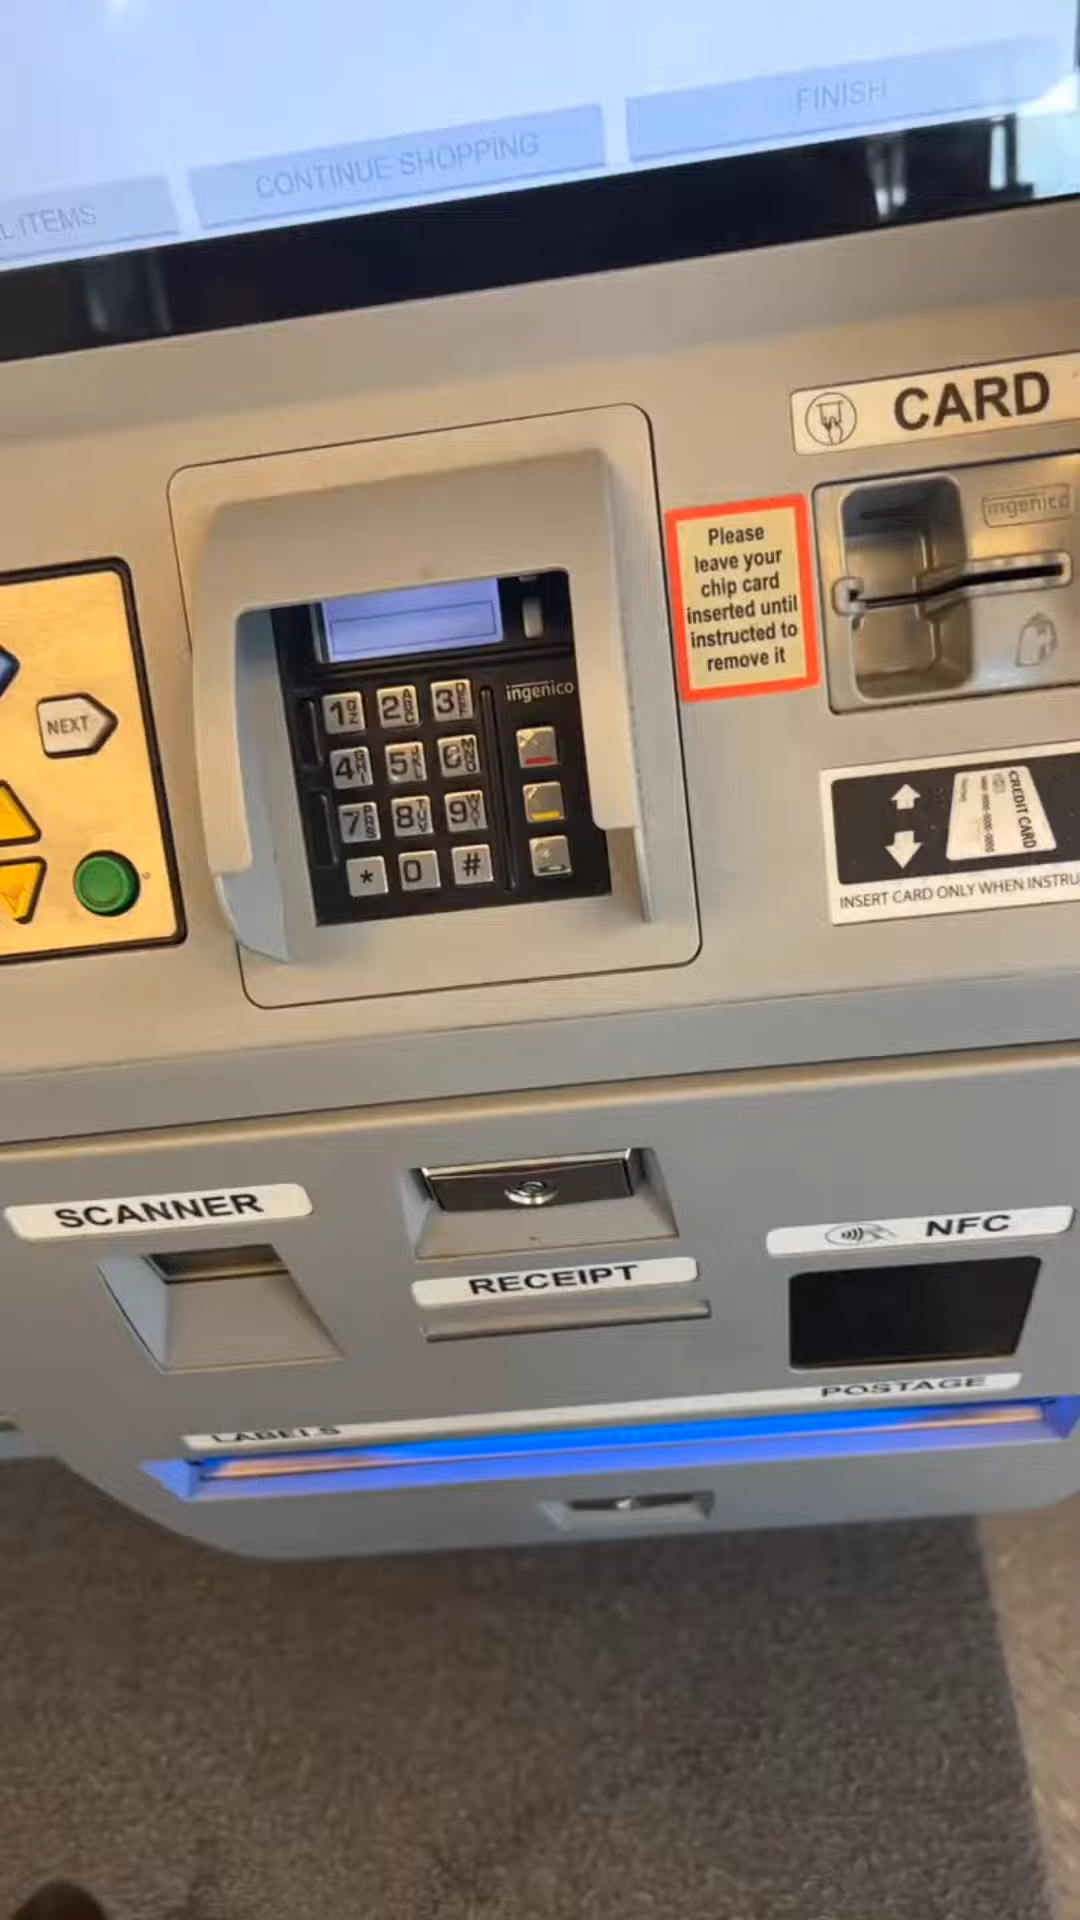 FINISH
CONTINUE SHOPPING
L ITEMS
CARD
ingenico
Please
leave your
chip card
inserted until
instructed to
remove it
NEXT
ingenico
1
2 ABC
3 DEF
4 GHI
5 JKL
6 MNO
7 PRS
8 TUV
9 WXY
*
0
#
CREDIT CARD
INSERT CARD ONLY WHEN INSTRU
SCANNER
RECEIPT
NFC
LABELS
POSTAGE